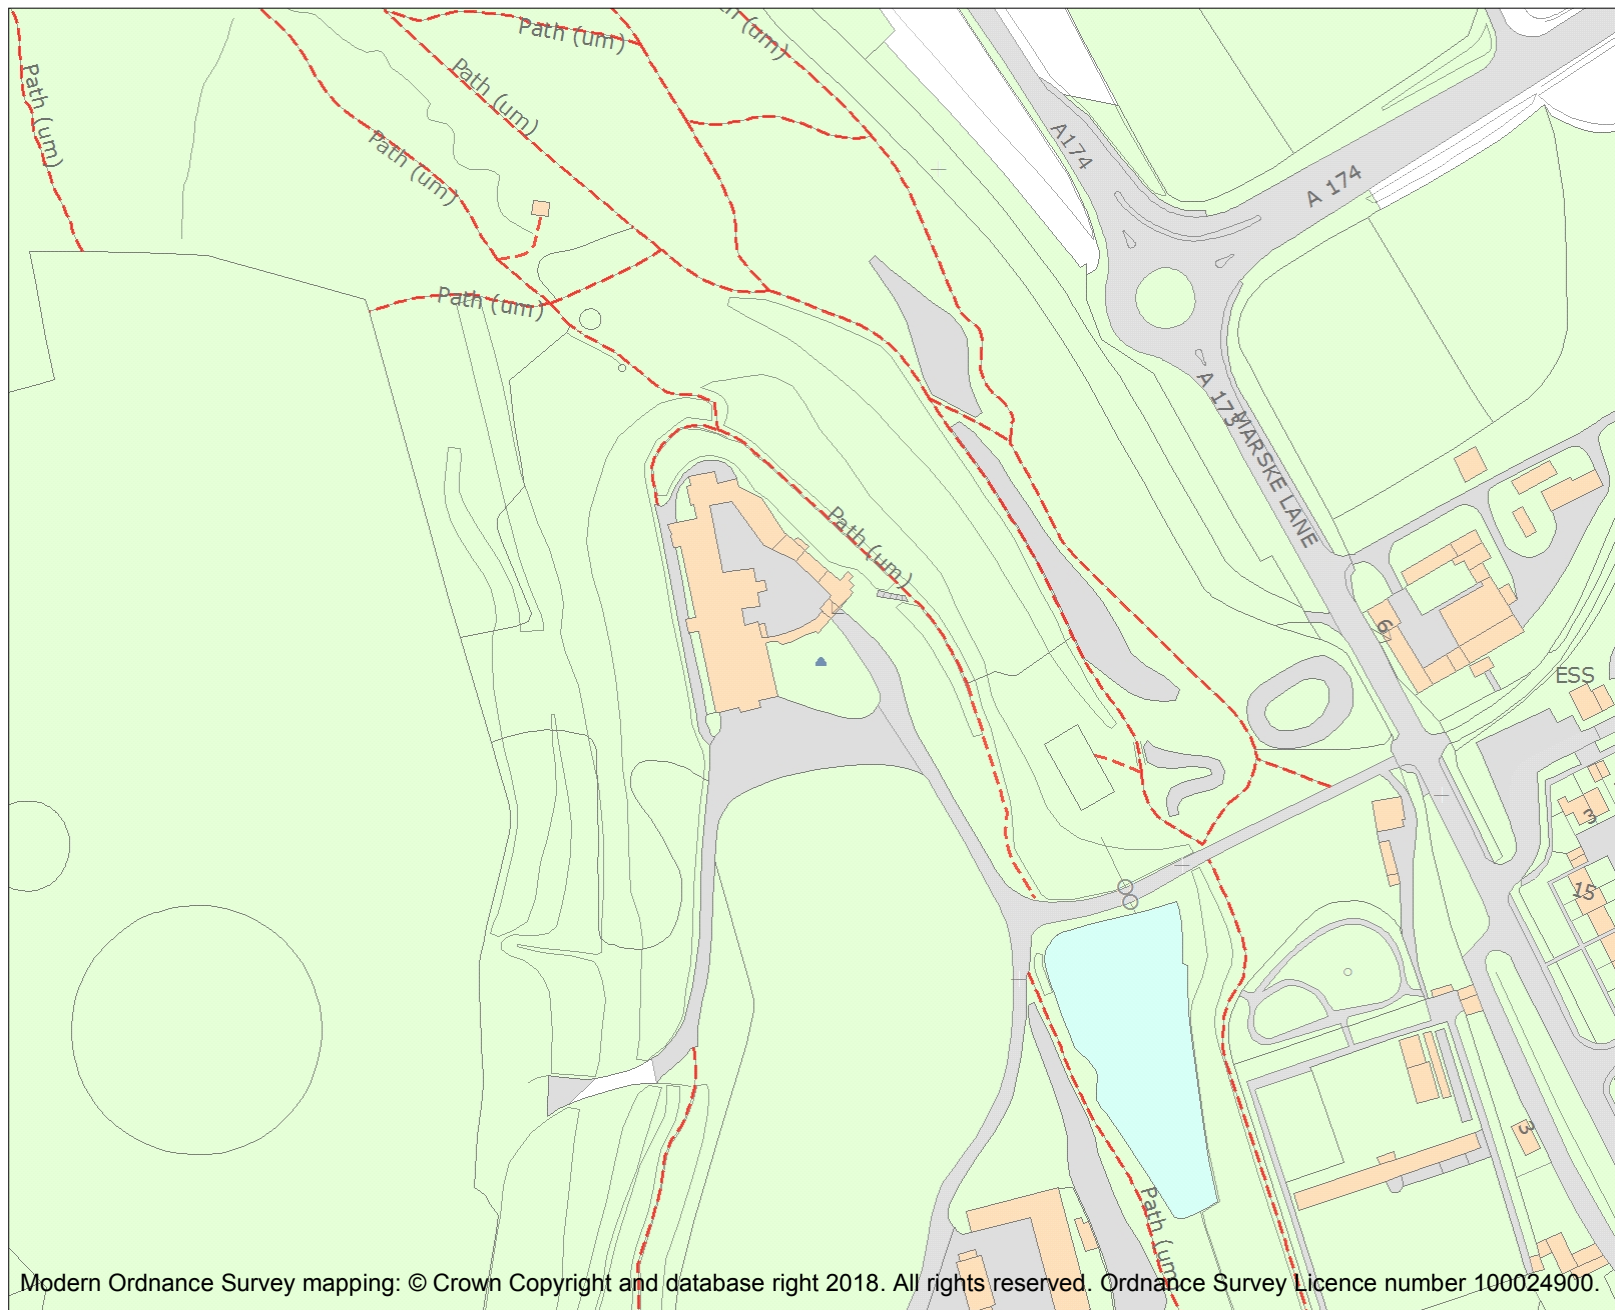 Path (um)
Path (um)
(um)
Path (um)
Path (um)
A174
A 174
Path (um)
A 173
MARSKE LANE
Path (um)
6
ESS
3
15
3
Path (um)
Modern Ordnance Survey mapping: © Crown Copyright and database right 2018. All rights reserved. Ordnance Survey Licence number 100024900.